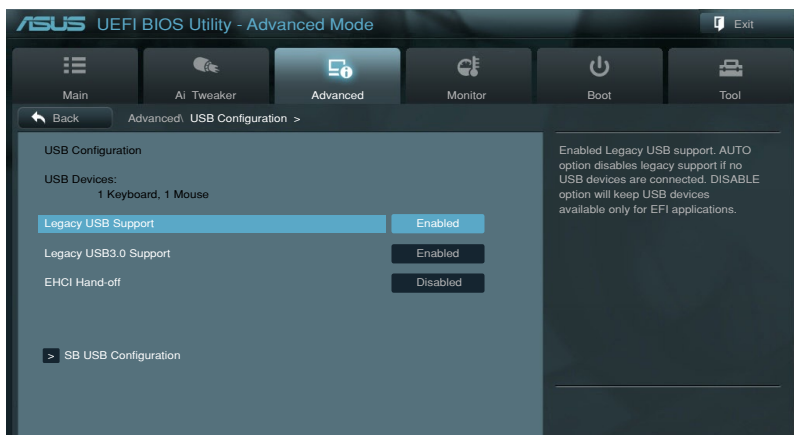 ASUS UEFI BIOS Utility - Advanced Mode
Exit
Main
Ai Tweaker
Advanced
Monitor
Boot
Tool
Back
Advanced\ USB Configuration >
USB Configuration
USB Devices:
1 Keyboard, 1 Mouse
Legacy USB Support Enabled
Legacy USB3.0 Support Enabled
EHCI Hand-off Disabled
> SB USB Configuration
Enabled Legacy USB support. AUTO
option disables legacy support if no
USB devices are connected. DISABLE
option will keep USB devices
available only for EFI applications.